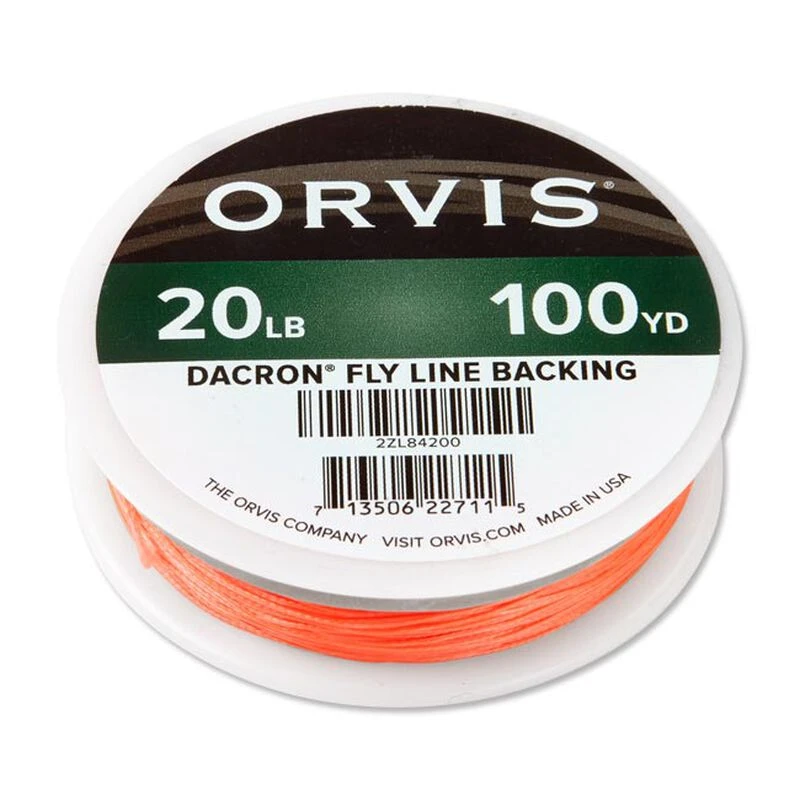 ORVIS®
20LB 100YD
DACRON® FLY LINE BACKING
2ZL84200
7 13506 22711 5
THE ORVIS COMPANY VISIT ORVIS.COM MADE IN USA